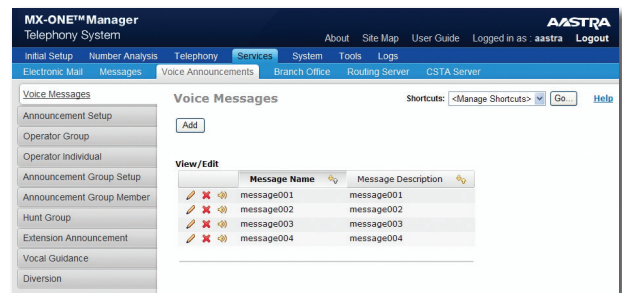 MX-ONE™Manager
AASTRA
Telephony System
About Site Map User Guide Logged in as : aastra Logout
Initial Setup Number Analysis Telephony Services System Tools Logs
Electronic Mail Messages Voice Announcements Branch Office Routing Server CSTA Server
Voice Messages
Announcement Setup
Operator Group
Operator Individual
Announcement Group Setup
Announcement Group Member
Hunt Group
Extension Announcement
Vocal Guidance
Diversion
Voice Messages
Shortcuts: <Manage Shortcuts> Go... Help
Add
View/Edit
Message Name Message Description
message001 message001
message002 message002
message003 message003
message004 message004